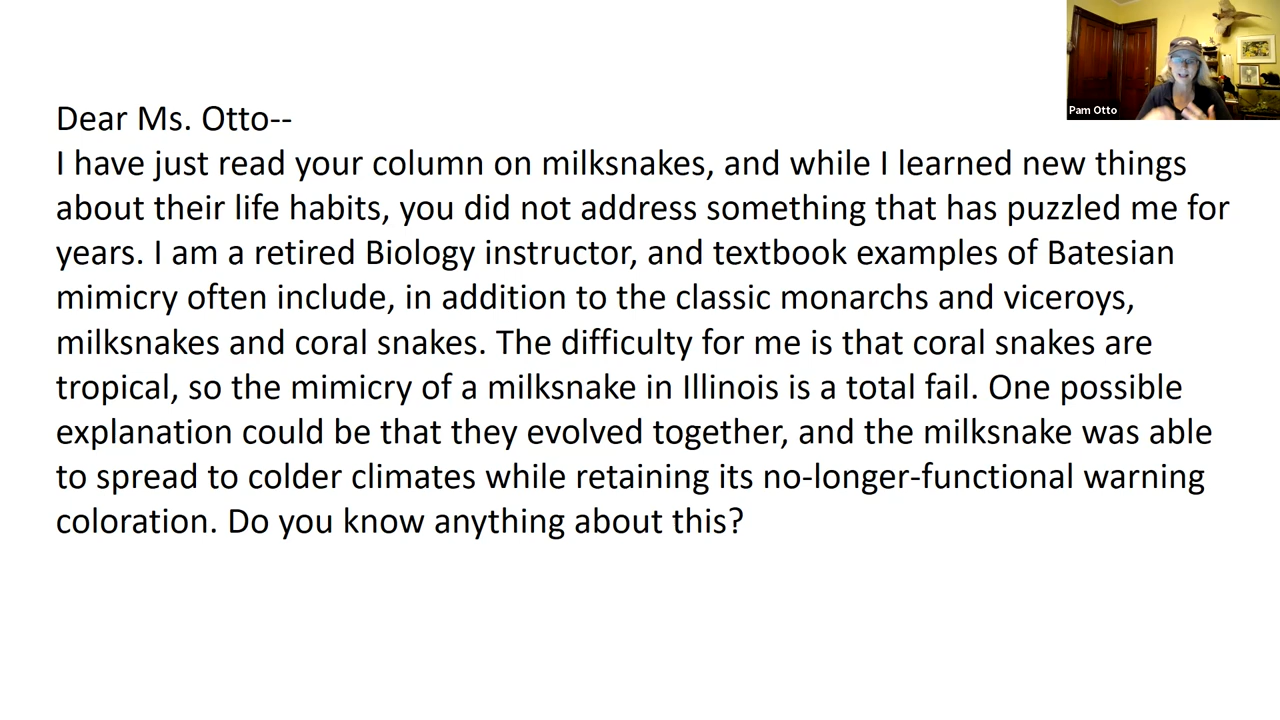 Pam Otto
Dear Ms. Otto--
I have just read your column on milksnakes, and while I learned new things
about their life habits, you did not address something that has puzzled me for
years. I am a retired Biology instructor, and textbook examples of Batesian
mimicry often include, in addition to the classic monarchs and viceroys,
milksnakes and coral snakes. The difficulty for me is that coral snakes are
tropical, so the mimicry of a milksnake in Illinois is a total fail. One possible
explanation could be that they evolved together, and the milksnake was able
to spread to colder climates while retaining its no-longer-functional warning
coloration. Do you know anything about this?